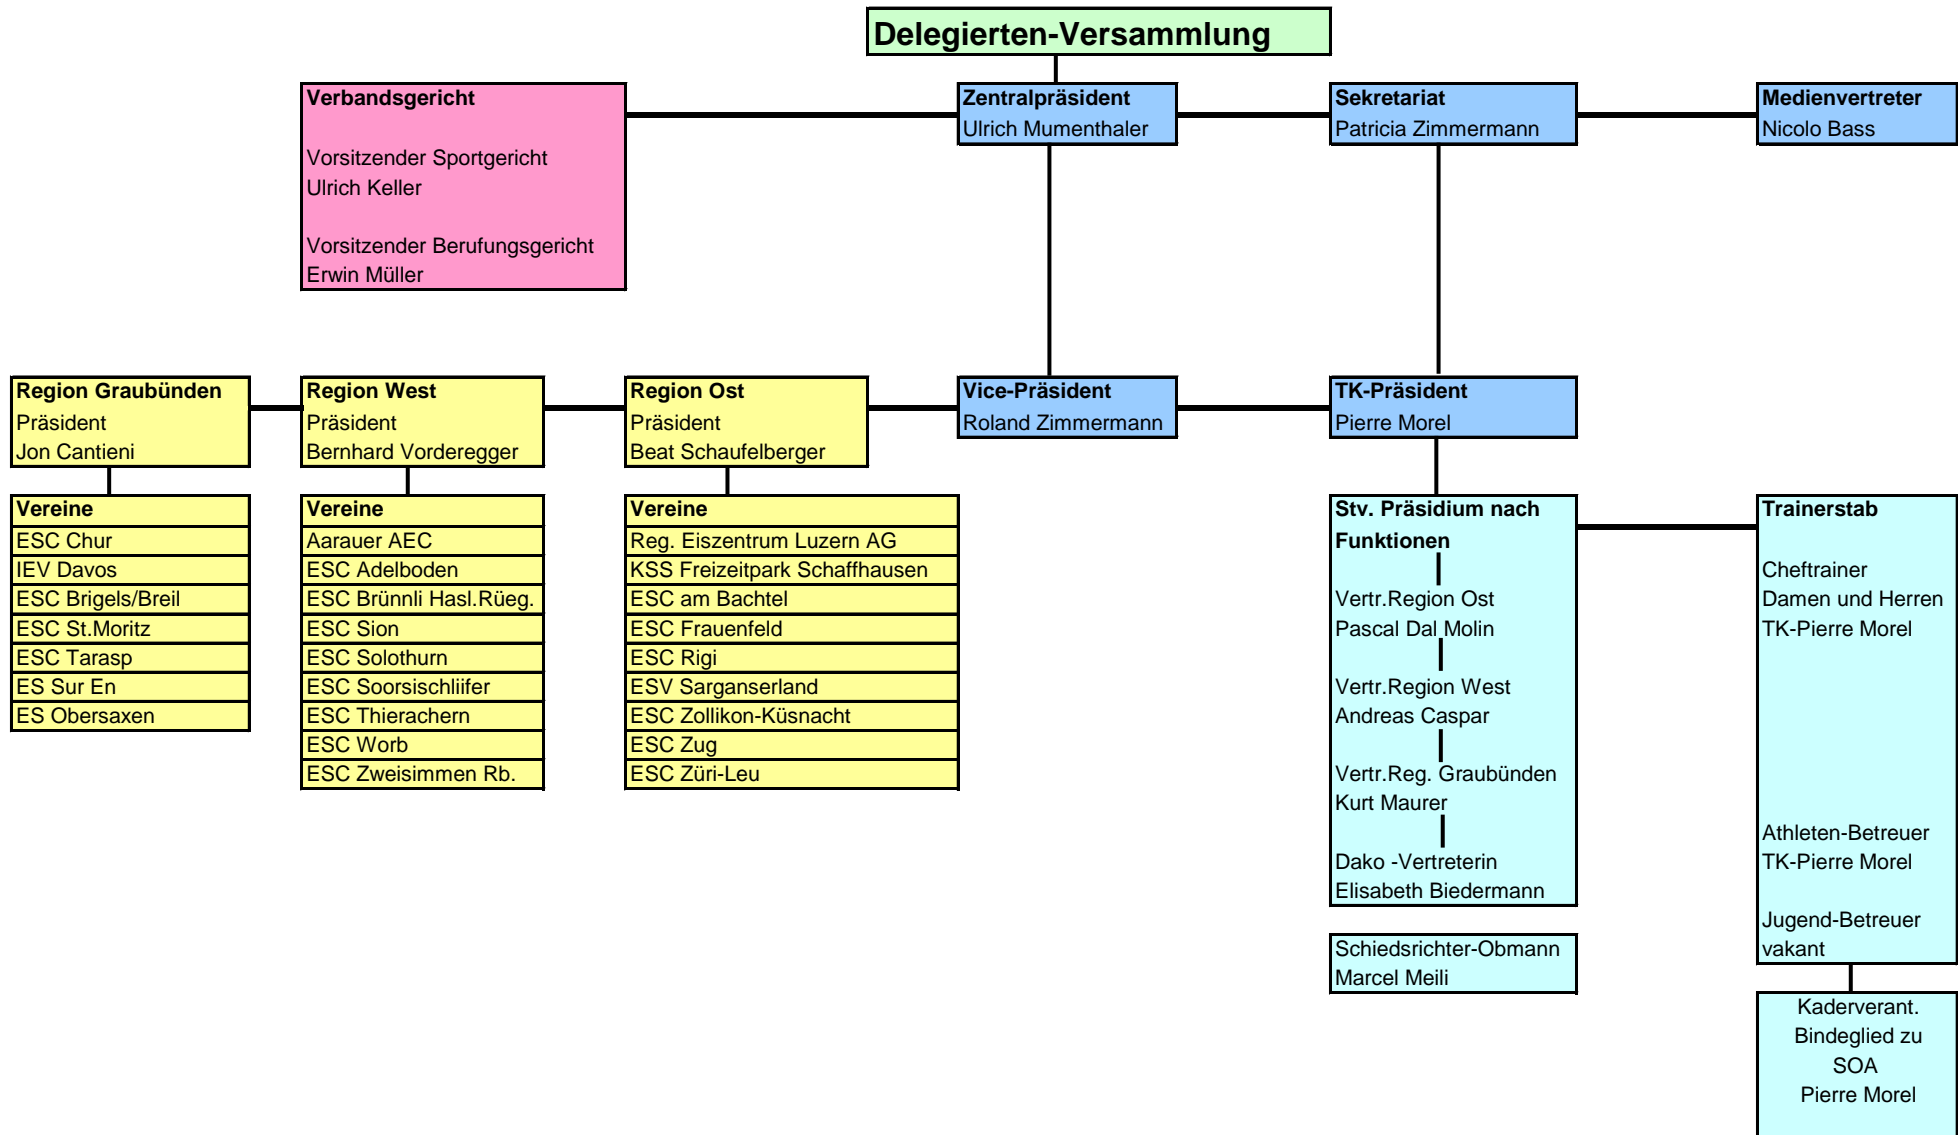 Delegierten-Versammlung
Verbandsgericht
Vorsitzender Sportgericht
Ulrich Keller
Vorsitzender Berufungsgericht
Erwin Müller
Zentralpräsident
Ulrich Mumenthaler
Sekretariat
Patricia Zimmermann
Medienvertreter
Nicolo Bass
Region Graubünden
Präsident
Jon Cantieni
Region West
Präsident
Bernhard Vorderegger
Region Ost
Präsident
Beat Schaufelberger
Vice-Präsident
Roland Zimmermann
TK-Präsident
Pierre Morel
Vereine
ESC Chur
IEV Davos
ESC Brigels/Breil
ESC St.Moritz
ESC Tarasp
ES Sur En
ES Obersaxen
Vereine
Aarauer AEC
ESC Adelboden
ESC Brünnli Hasl.Rüeg.
ESC Sion
ESC Solothurn
ESC Soorsischliifer
ESC Thierachern
ESC Worb
ESC Zweisimmen Rb.
Vereine
Reg. Eiszentrum Luzern AG
KSS Freizeitpark Schaffhausen
ESC am Bachtel
ESC Frauenfeld
ESC Rigi
ESV Sarganserland
ESC Zollikon-Küsnacht
ESC Zug
ESC Züri-Leu
Stv. Präsidium nach
Funktionen
Vertr.Region Ost
Pascal Dal Molin
Vertr.Region West
Andreas Caspar
Vertr.Reg. Graubünden
Kurt Maurer
Dako -Vertreterin
Elisabeth Biedermann
Schiedsrichter-Obmann
Marcel Meili
Trainerstab
Cheftrainer
Damen und Herren
TK-Pierre Morel
Athleten-Betreuer
TK-Pierre Morel
Jugend-Betreuer
vakant
Kaderverant.
Bindeglied zu
SOA
Pierre Morel